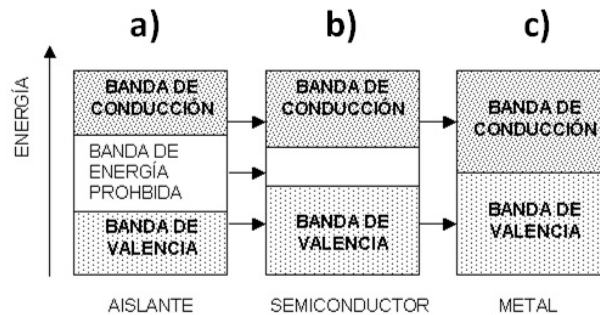 a)
b)
c)
ENERGÍA
BANDA DE
CONDUCCIÓN
BANDA DE
ENERGÍA
PROHBIDA
BANDA DE
VALENCIA
BANDA DE
CONDUCCIÓN
BANDA DE
VALENCIA
BANDA DE
CONDUCCIÓN
BANDA DE
VALENCIA
AISLANTE
SEMICONDUCTOR
METAL